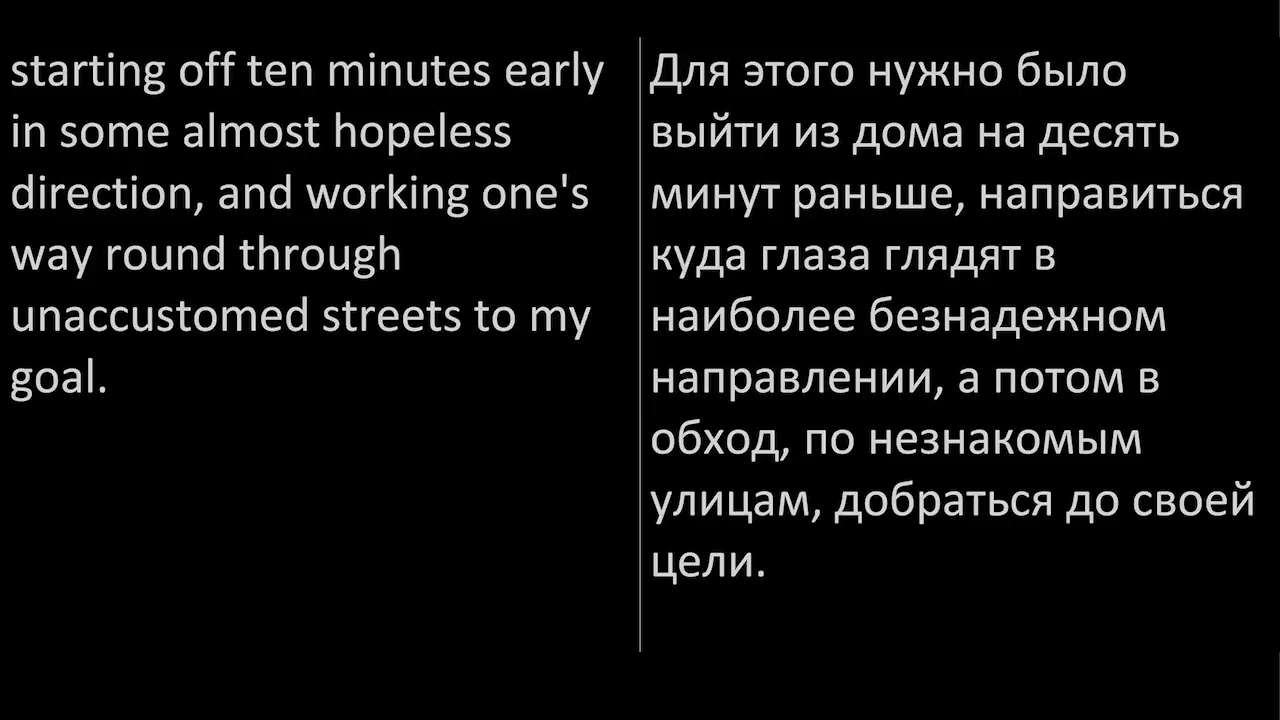 starting off ten minutes early
in some almost hopeless
direction, and working one's
way round through
unaccustomed streets to my
goal.
Для этого нужно было
выйти из дома на десять
минут раньше, направиться
куда глаза глядят в
наиболее безнадежном
направлении, а потом в
обход, по незнакомым
улицам, добраться до своей
цели.